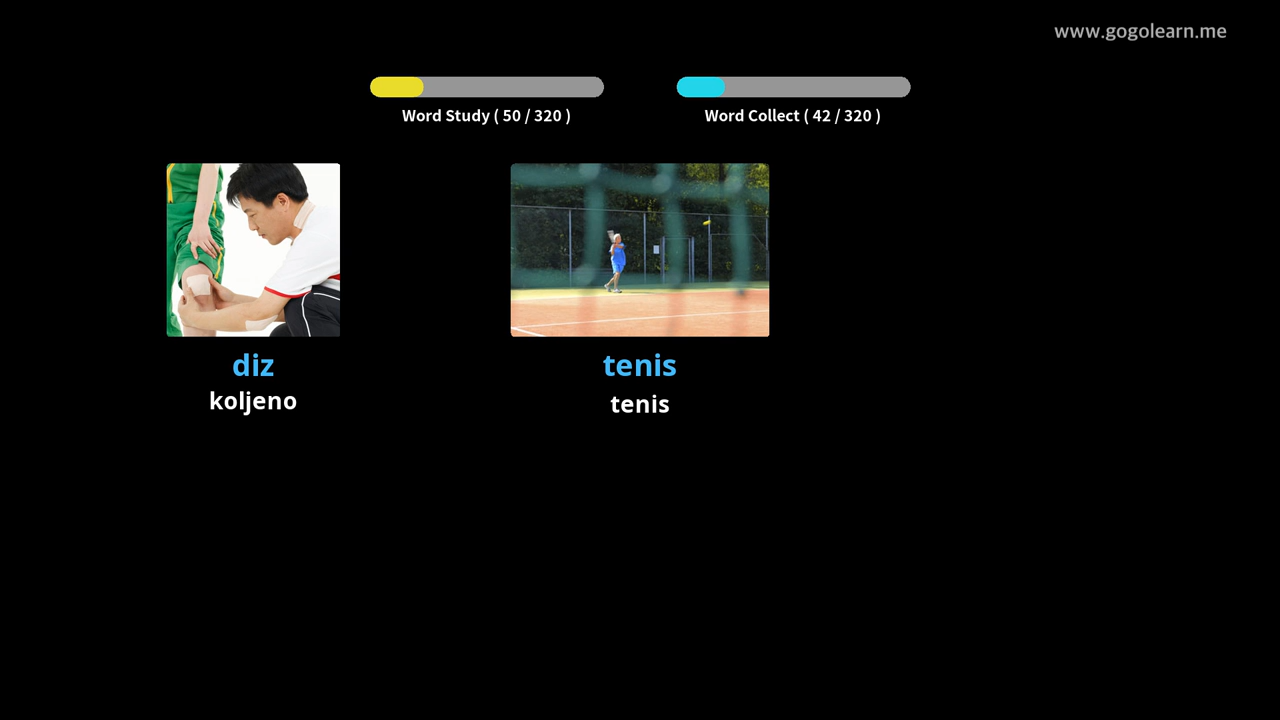 www.gogolearn.me
Word Study ( 50 / 320 )
Word Collect ( 42 / 320 )
diz
koljeno
tenis
tenis